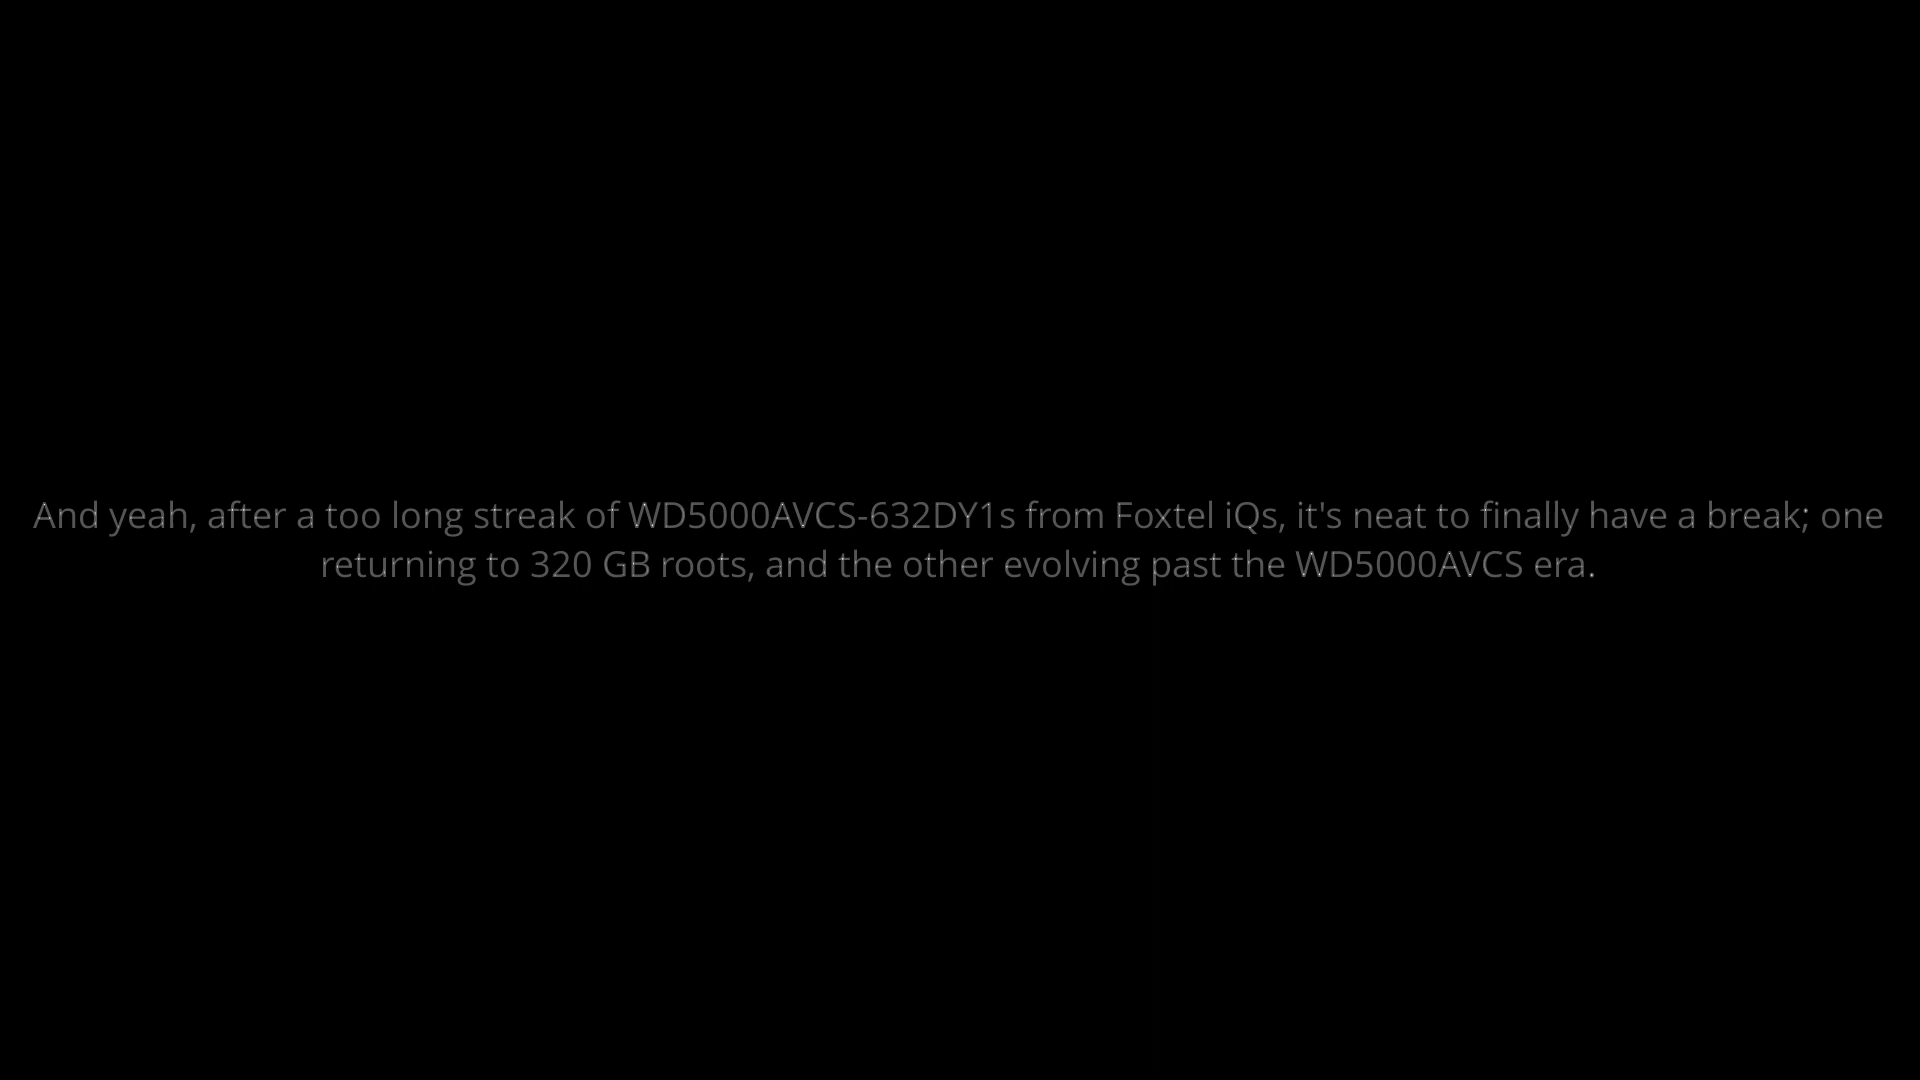 And yeah, after a too long streak of WD5000AVCS-632DY1s from Foxtel iQs, it's neat to finally have a break; one
returning to 320 GB roots, and the other evolving past the WD5000AVCS era.